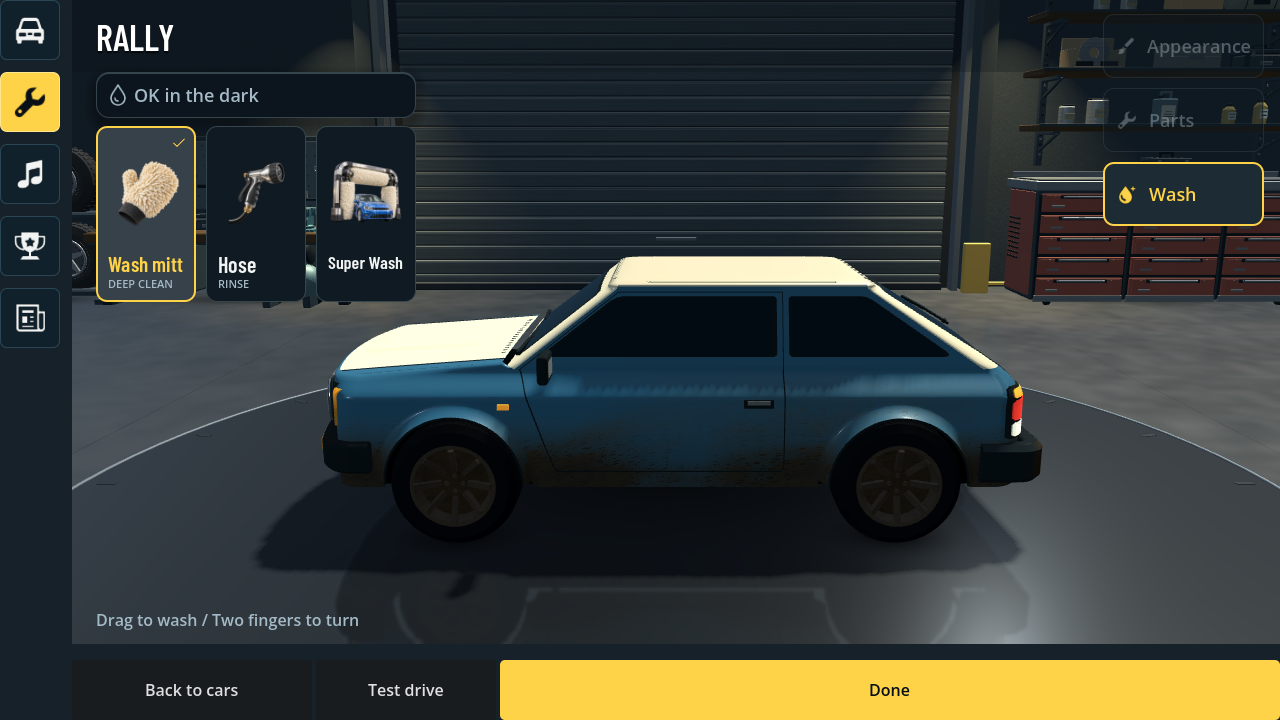 RALLY
OK in the dark
Wash mitt
DEEP CLEAN
Hose
RINSE
Super Wash
Appearance
Parts
Wash
Drag to wash / Two fingers to turn
Back to cars
Test drive
Done